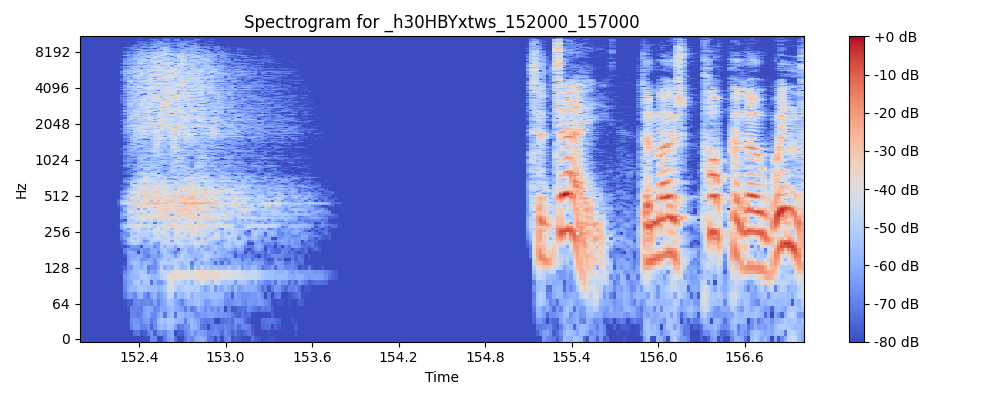 Spectrogram for _h30HBYxtws_152000_157000
Hz
8192
4096
2048
1024
512
256
128
64
0
152.4 153.0 153.6 154.2 154.8 155.4 156.0 156.6
Time
+0 dB
-10 dB
-20 dB
-30 dB
-40 dB
-50 dB
-60 dB
-70 dB
-80 dB